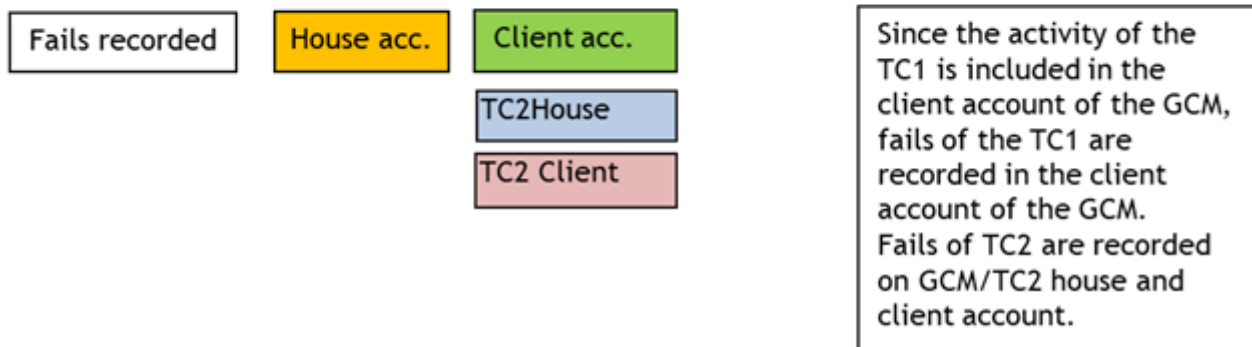 Fails recorded
House acc.
Client acc.
TC2House
TC2 Client
Since the activity of the
TC1 is included in the
client account of the GCM,
fails of the TC1 are
recorded in the client
account of the GCM.
Fails of TC2 are recorded
on GCM/TC2 house and
client account.